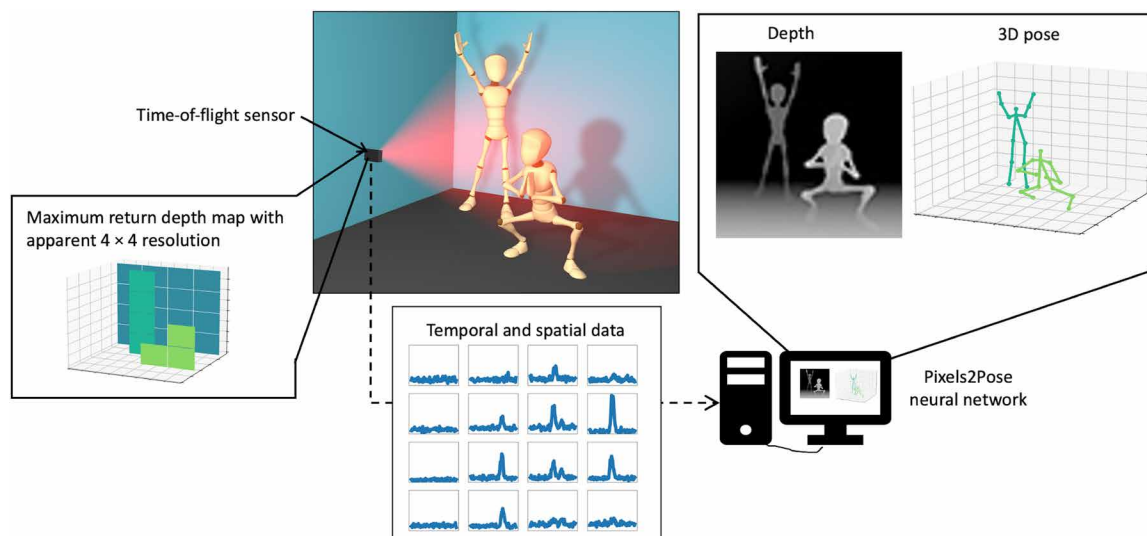 Time-of-flight sensor
Maximum return depth map with
apparent 4 × 4 resolution
Temporal and spatial data
Depth
3D pose
Pixels2Pose
neural network